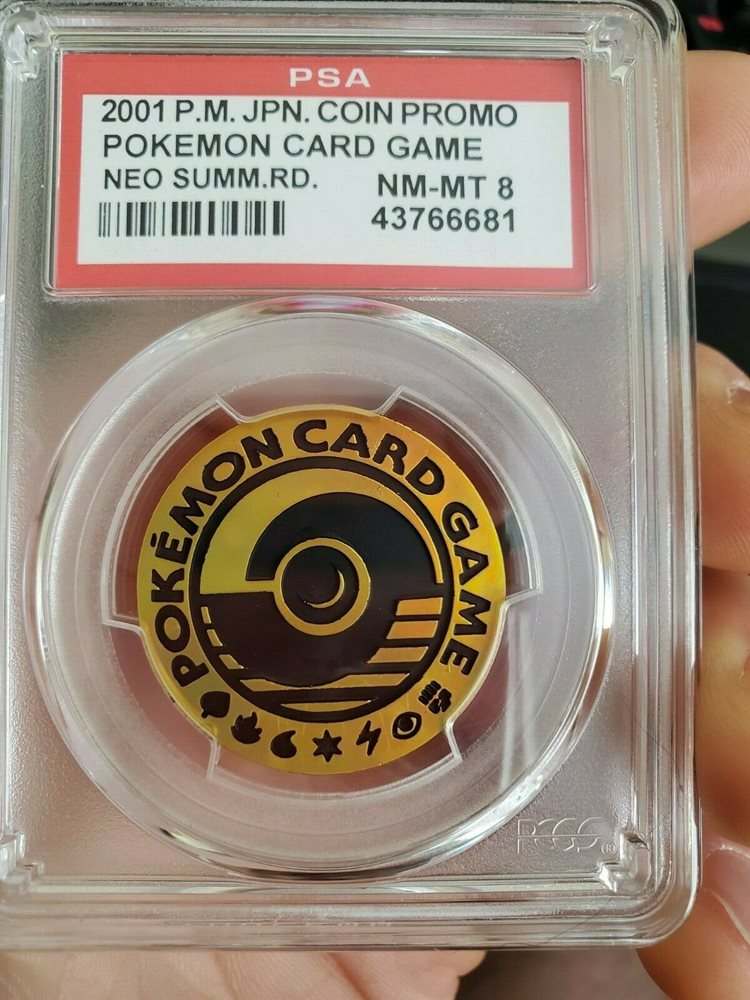 PSA
2001 P.M. JPN. COIN PROMO
POKEMON CARD GAME
NEO SUMM.RD. NM-MT 8
43766681
POKÉMON CARD GAME
PCGS